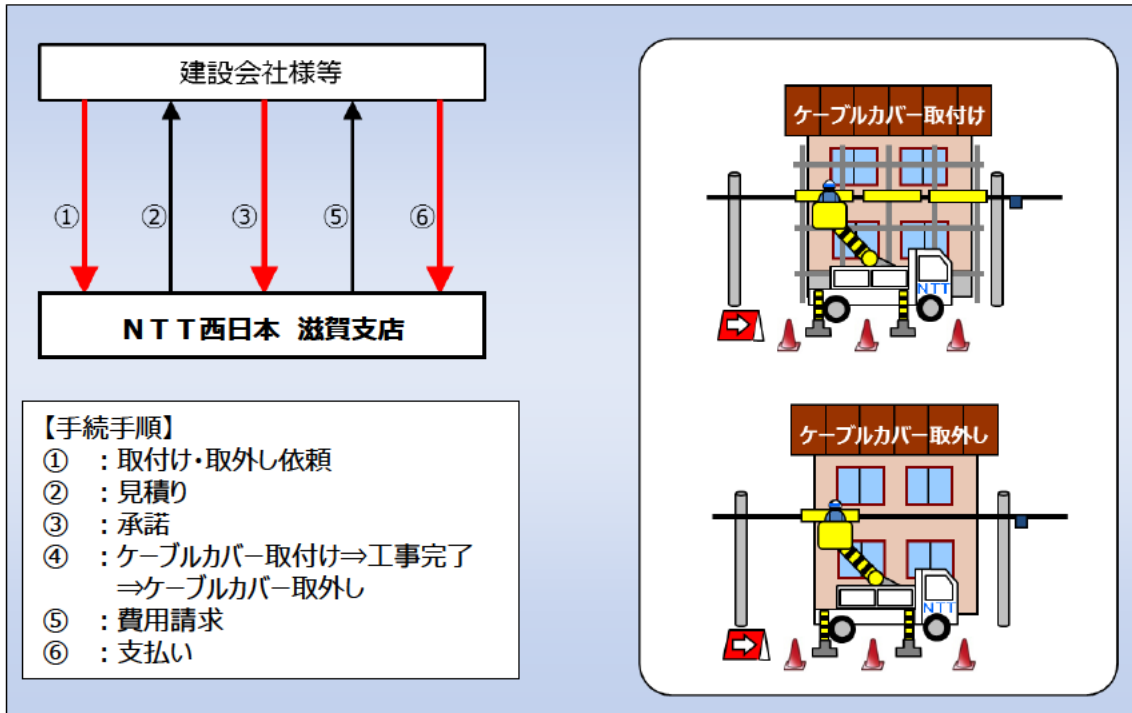 建設会社様等
①
②
③
⑤
⑥
NTT西日本 滋賀支店
【手続手順】
① :取付け・取外し依頼
② :見積り
③ :承諾
④ :ケーブルカバー取付け⇒工事完了
⇒ケーブルカバー取外し
⑤ :費用請求
⑥ :支払い
ケーブルカバー取付け
NTT
ケーブルカバー取外し
NTT